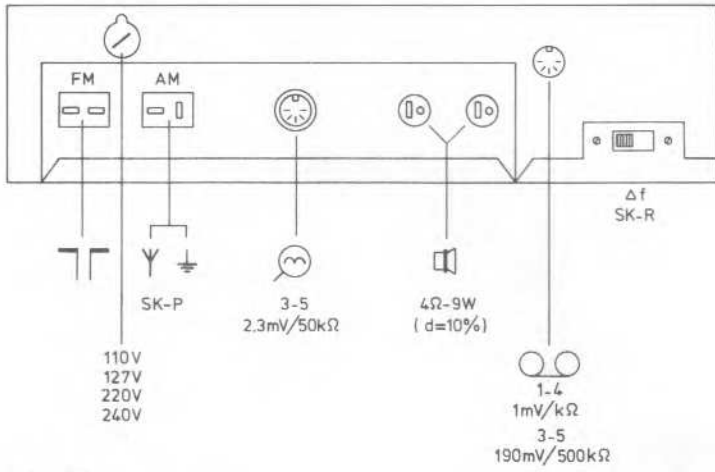 FM
AM
Δf
SK-R
SK-P
3-5
2,3mV/50kΩ
4Ω-9W
(d=10%)
110V
127V
220V
240V
1-4
1mV/kΩ
3-5
190mV/500kΩ